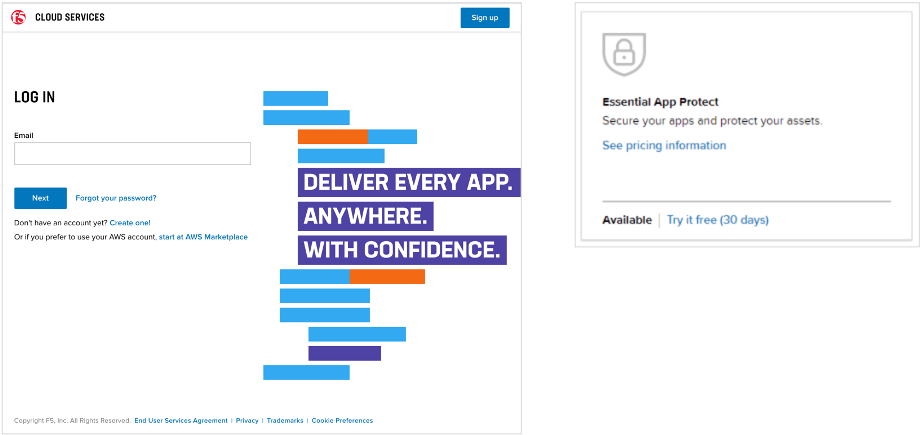 f5 CLOUD SERVICES
Sign up
LOG IN
Email
Next Forgot your password?
Don't have an account yet? Create one!
Or if you prefer to use your AWS account, start at AWS Marketplace
DELIVER EVERY APP.
ANYWHERE.
WITH CONFIDENCE.
Copyright F5, Inc. All Rights Reserved. End User Services Agreement | Privacy | Trademarks | Cookie Preferences
Essential App Protect
Secure your apps and protect your assets.
See pricing information
Available | Try it free (30 days)